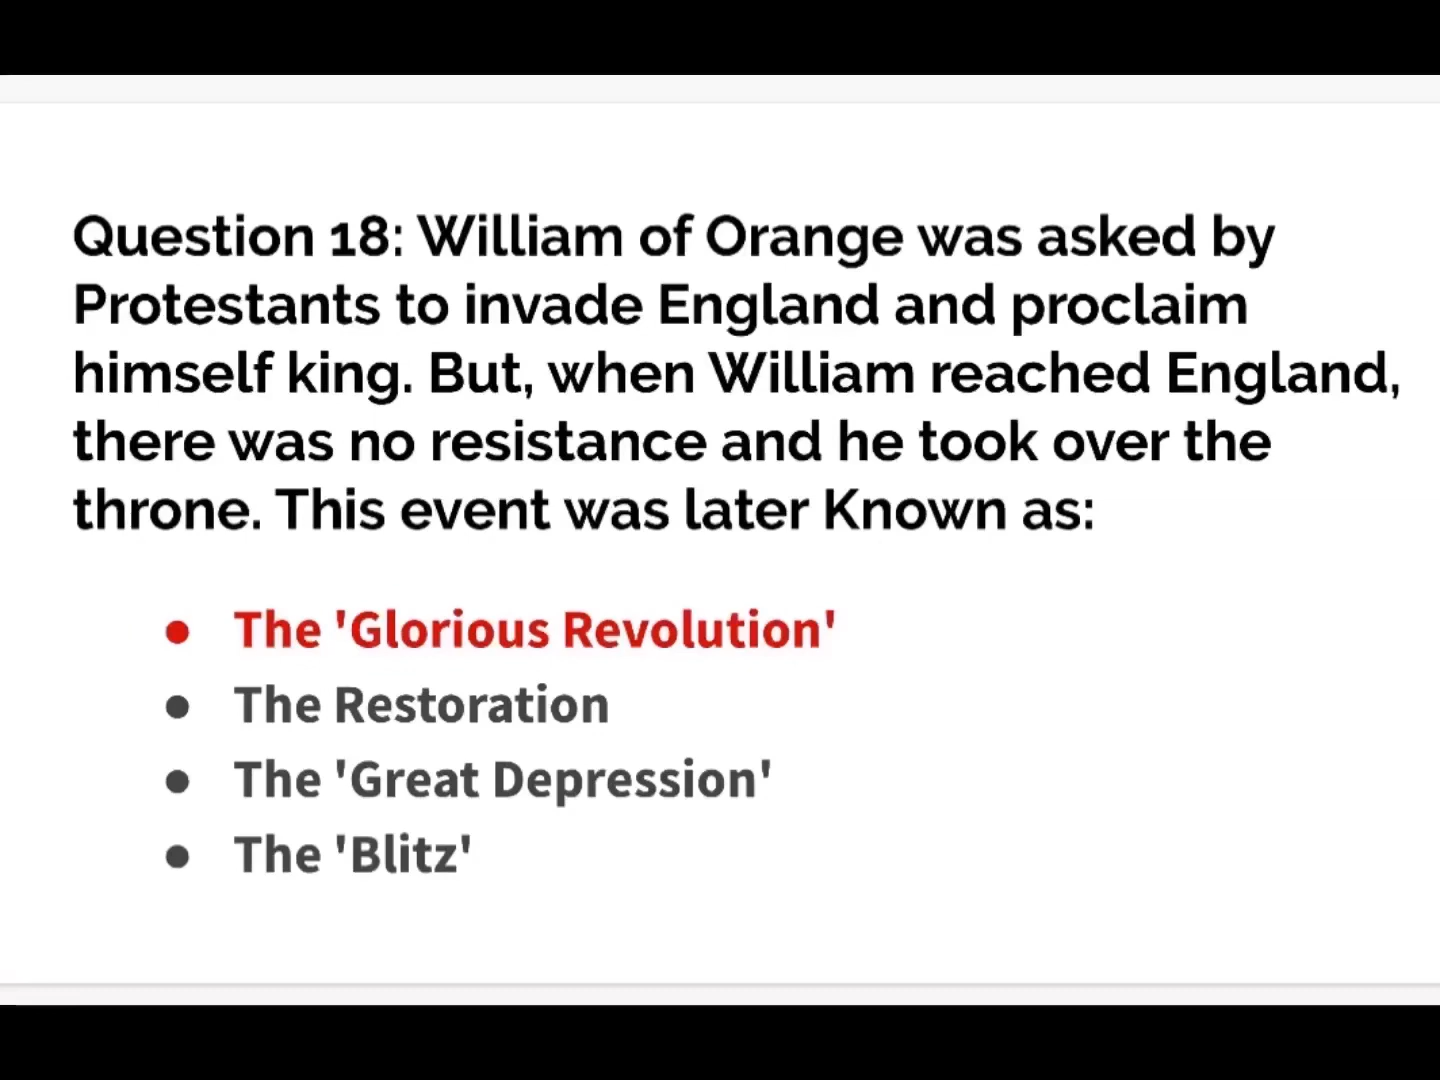 Question 18: William of Orange was asked by
Protestants to invade England and proclaim
himself king. But, when William reached England,
there was no resistance and he took over the
throne. This event was later Known as:
● The 'Glorious Revolution'
● The Restoration
● The 'Great Depression'
● The 'Blitz'